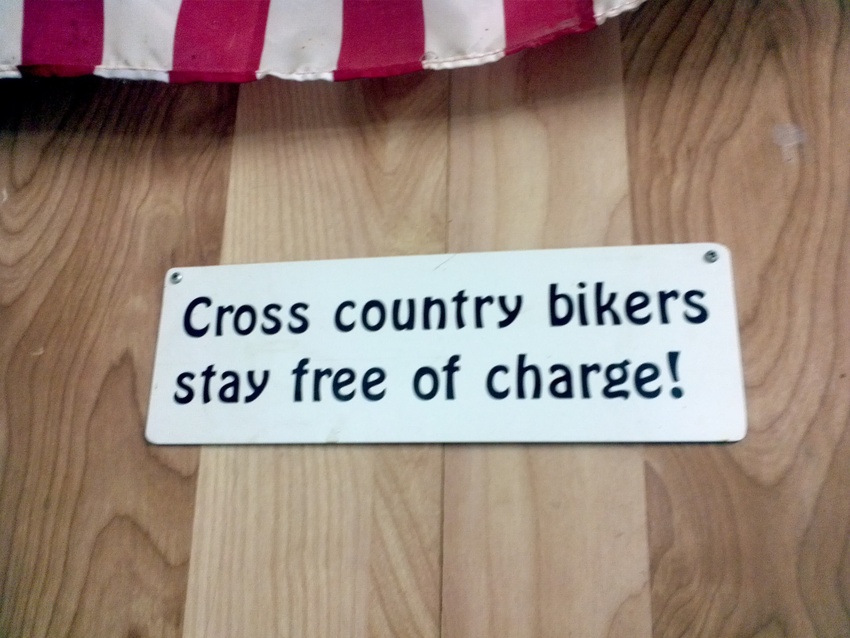 Cross country bikers
stay free of charge!